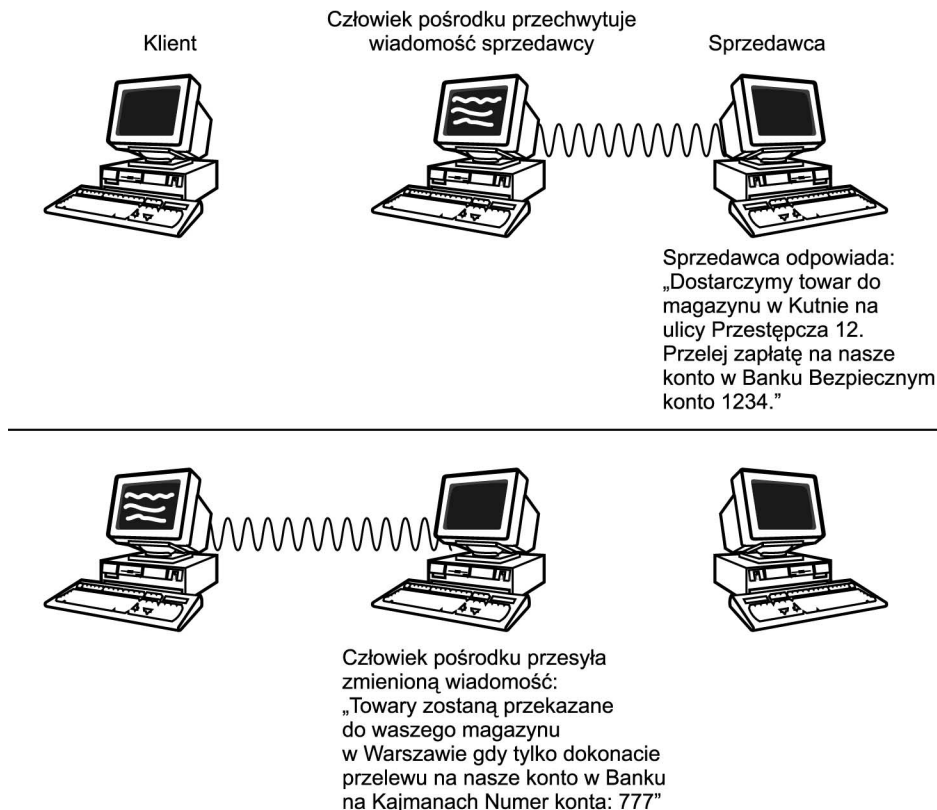 Klient
Człowiek pośrodku przechwytuje
wiadomość sprzedawcy
Sprzedawca
Sprzedawca odpowiada:
„Dostarczymy towar do
magazynu w Kutnie na
ulicy Przestępcza 12.
Przelej zapłatę na nasze
konto w Banku Bezpiecznym
konto 1234.”
Człowiek pośrodku przesyła
zmienioną wiadomość:
„Towary zostaną przekazane
do waszego magazynu
w Warszawie gdy tylko dokonacie
przelewu na nasze konto w Banku
na Kajmanach Numer konta: 777”